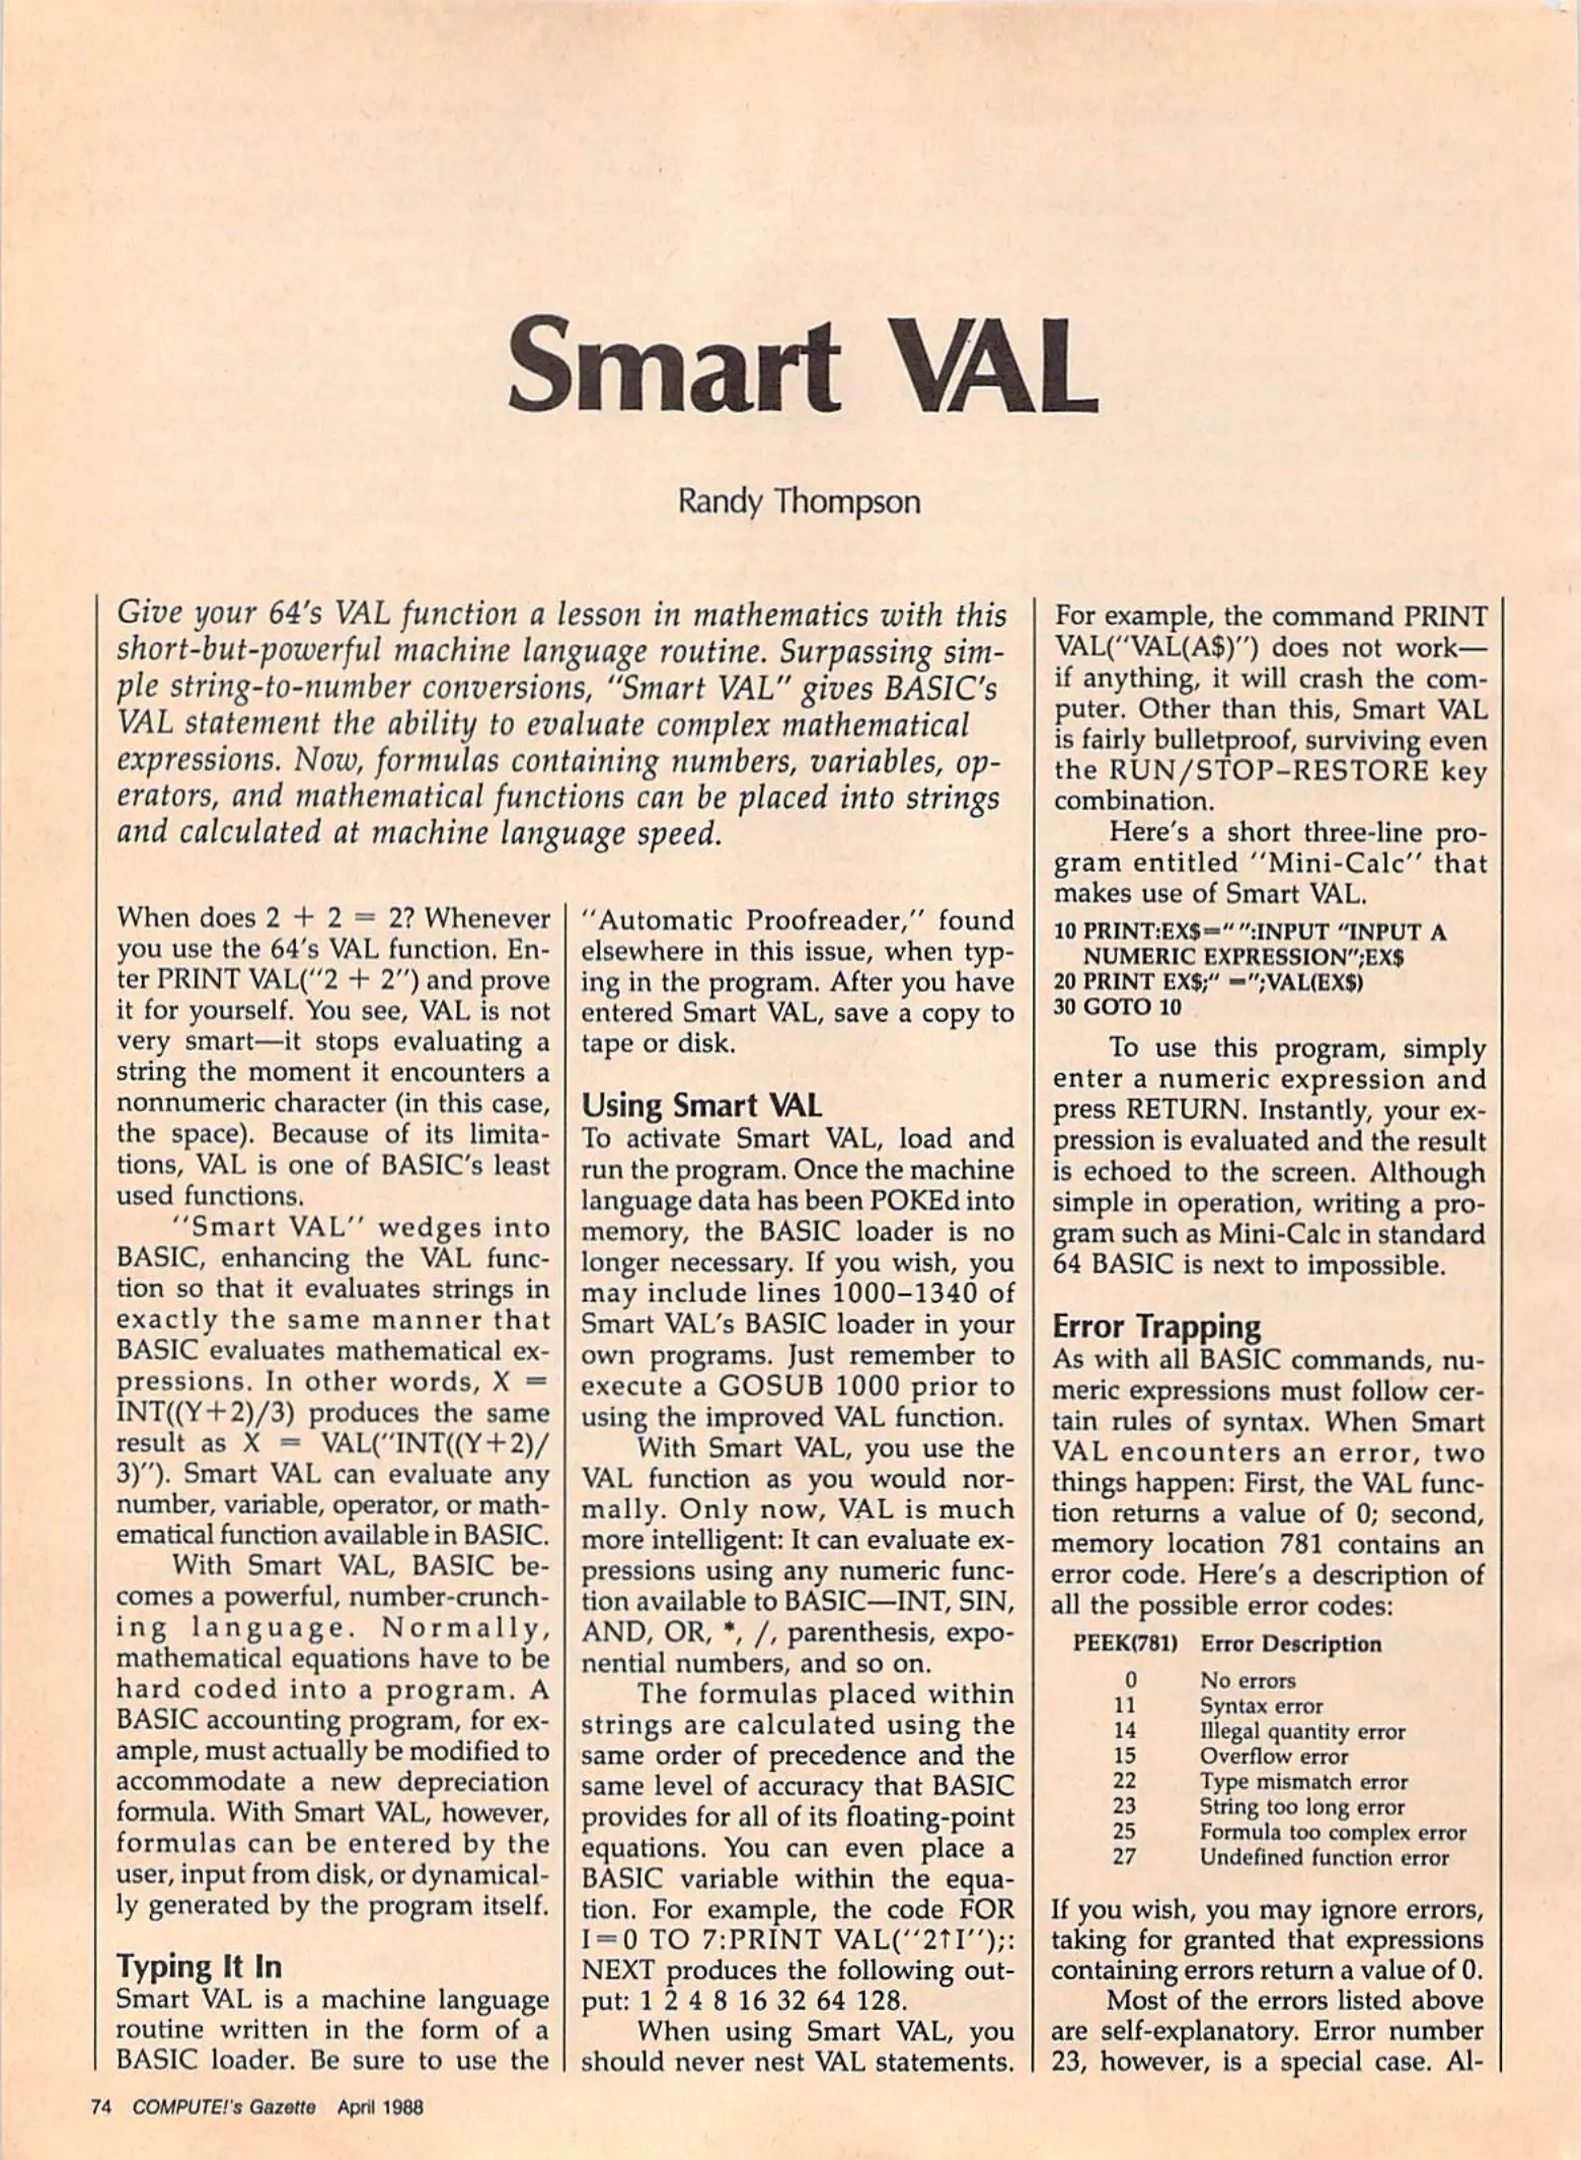 Smart VAL
Randy Thompson
Give your 64's VAL function a lesson in mathematics with this
short-but-powerful machine language routine. Surpassing sim-
ple string-to-number conversions, "Smart VAL" gives BASIC's
VAL statement the ability to evaluate complex mathematical
expressions. Now, formulas containing numbers, variables, op-
erators, and mathematical functions can be placed into strings
and calculated at machine language speed.
When does 2 + 2 = 2? Whenever
you use the 64's VAL function. En-
ter PRINT VAL("2 + 2") and prove
it for yourself. You see, VAL is not
very smart—it stops evaluating a
string the moment it encounters a
nonnumeric character (in this case,
the space). Because of its limita-
tions, VAL is one of BASIC's least
used functions.
"Smart VAL" wedges into
BASIC, enhancing the VAL func-
tion so that it evaluates strings in
exactly the same manner that
BASIC evaluates mathematical ex-
pressions. In other words, X =
INT((Y+2)/3) produces the same
result as X = VAL("INT((Y+2)/
3)"). Smart VAL can evaluate any
number, variable, operator, or math-
ematical function available in BASIC.
With Smart VAL, BASIC be-
comes a powerful, number-crunch-
ing language. Normally,
mathematical equations have to be
hard coded into a program. A
BASIC accounting program, for ex-
ample, must actually be modified to
accommodate a new depreciation
formula. With Smart VAL, however,
formulas can be entered by the
user, input from disk, or dynamical-
ly generated by the program itself.
Typing It In
Smart VAL is a machine language
routine written in the form of a
BASIC loader. Be sure to use the
"Automatic Proofreader," found
elsewhere in this issue, when typ-
ing in the program. After you have
entered Smart VAL, save a copy to
tape or disk.
Using Smart VAL
To activate Smart VAL, load and
run the program. Once the machine
language data has been POKEd into
memory, the BASIC loader is no
longer necessary. If you wish, you
may include lines 1000–1340 of
Smart VAL's BASIC loader in your
own programs. Just remember to
execute a GOSUB 1000 prior to
using the improved VAL function.
With Smart VAL, you use the
VAL function as you would nor-
mally. Only now, VAL is much
more intelligent: It can evaluate ex-
pressions using any numeric func-
tion available to BASIC—INT, SIN,
AND, OR, *, /, parenthesis, expo-
nential numbers, and so on.
The formulas placed within
strings are calculated using the
same order of precedence and the
same level of accuracy that BASIC
provides for all of its floating-point
equations. You can even place a
BASIC variable within the equa-
tion. For example, the code FOR
I=0 TO 7:PRINT VAL("2↑I");:
NEXT produces the following out-
put: 1 2 4 8 16 32 64 128.
When using Smart VAL, you
should never nest VAL statements.
For example, the command PRINT
VAL("VAL(A$)") does not work—
if anything, it will crash the com-
puter. Other than this, Smart VAL
is fairly bulletproof, surviving even
the RUN/STOP–RESTORE key
combination.
Here's a short three-line pro-
gram entitled "Mini-Calc" that
makes use of Smart VAL.
10 PRINT:EX$=" ":INPUT "INPUT A
NUMERIC EXPRESSION";EX$
20 PRINT EX$;" =";VAL(EX$)
30 GOTO 10
To use this program, simply
enter a numeric expression and
press RETURN. Instantly, your ex-
pression is evaluated and the result
is echoed to the screen. Although
simple in operation, writing a pro-
gram such as Mini-Calc in standard
64 BASIC is next to impossible.
Error Trapping
As with all BASIC commands, nu-
meric expressions must follow cer-
tain rules of syntax. When Smart
VAL encounters an error, two
things happen: First, the VAL func-
tion returns a value of 0; second,
memory location 781 contains an
error code. Here's a description of
all the possible error codes:
PEEK(781) Error Description
0 No errors
11 Syntax error
14 Illegal quantity error
15 Overflow error
22 Type mismatch error
23 String too long error
25 Formula too complex error
27 Undefined function error
If you wish, you may ignore errors,
taking for granted that expressions
containing errors return a value of 0.
Most of the errors listed above
are self-explanatory. Error number
23, however, is a special case. Al-
74 COMPUTE!'s Gazette April 1988